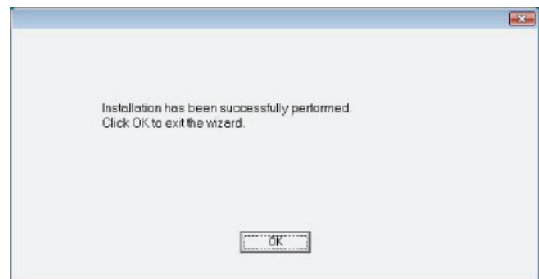 Installation has been successfully performed.
Click OK to exit the wizard.
OK